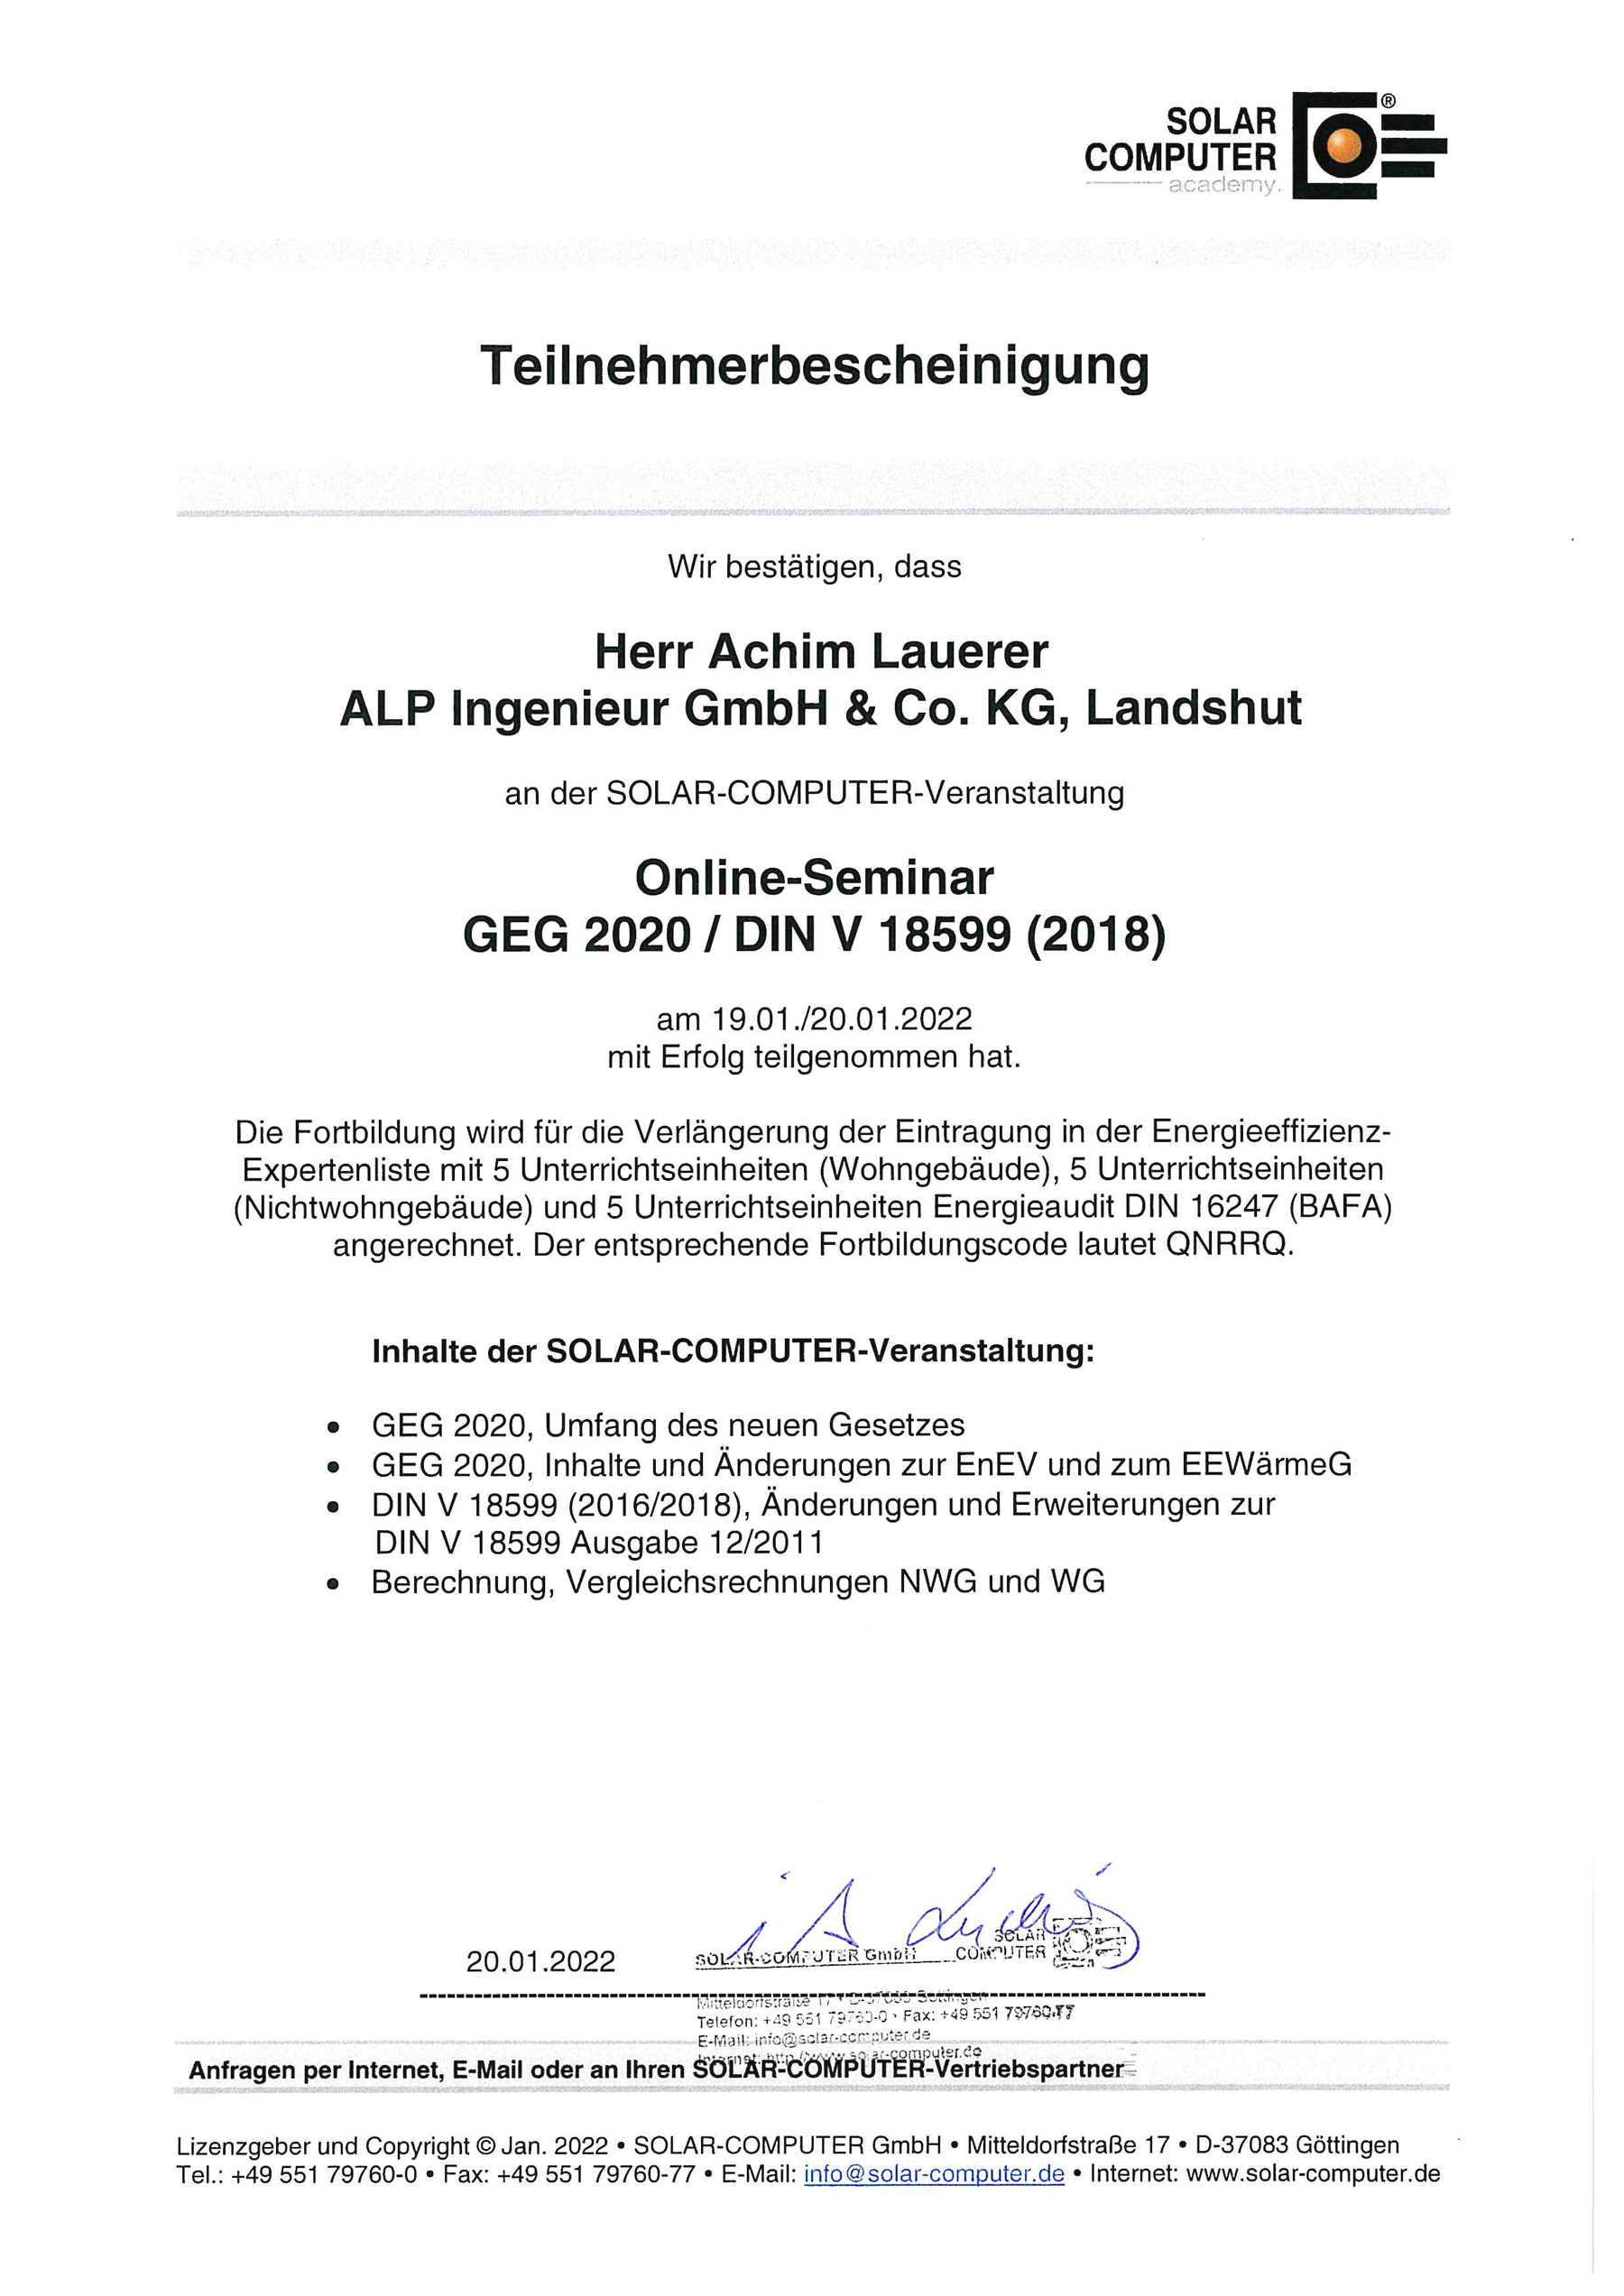 SOLAR
COMPUTER
academy.
®
Teilnehmerbescheinigung
Wir bestätigen, dass
Herr Achim Lauerer
ALP Ingenieur GmbH & Co. KG, Landshut
an der SOLAR-COMPUTER-Veranstaltung
Online-Seminar
GEG 2020 / DIN V 18599 (2018)
am 19.01./20.01.2022
mit Erfolg teilgenommen hat.
Die Fortbildung wird für die Verlängerung der Eintragung in der Energieeffizienz-
Expertenliste mit 5 Unterrichtseinheiten (Wohngebäude), 5 Unterrichtseinheiten
(Nichtwohngebäude) und 5 Unterrichtseinheiten Energieaudit DIN 16247 (BAFA)
angerechnet. Der entsprechende Fortbildungscode lautet QNRRQ.
Inhalte der SOLAR-COMPUTER-Veranstaltung:
• GEG 2020, Umfang des neuen Gesetzes
• GEG 2020, Inhalte und Änderungen zur EnEV und zum EEWärmeG
• DIN V 18599 (2016/2018), Änderungen und Erweiterungen zur
DIN V 18599 Ausgabe 12/2011
• Berechnung, Vergleichsrechnungen NWG und WG
SOLAR
20.01.2022 SOLAR-COMPUTER GmbH COMPUTER
Mitteldorfstraße 17 • D-37083 Göttingen
Telefon: +49 551 79760-0 • Fax: +49 551 79760-77
E-Mail: info@solar-computer.de
Internet: http://www.solar-computer.de
Anfragen per Internet, E-Mail oder an Ihren SOLAR-COMPUTER-Vertriebspartner
Lizenzgeber und Copyright © Jan. 2022 • SOLAR-COMPUTER GmbH • Mitteldorfstraße 17 • D-37083 Göttingen
Tel.: +49 551 79760-0 • Fax: +49 551 79760-77 • E-Mail: info@solar-computer.de • Internet: www.solar-computer.de